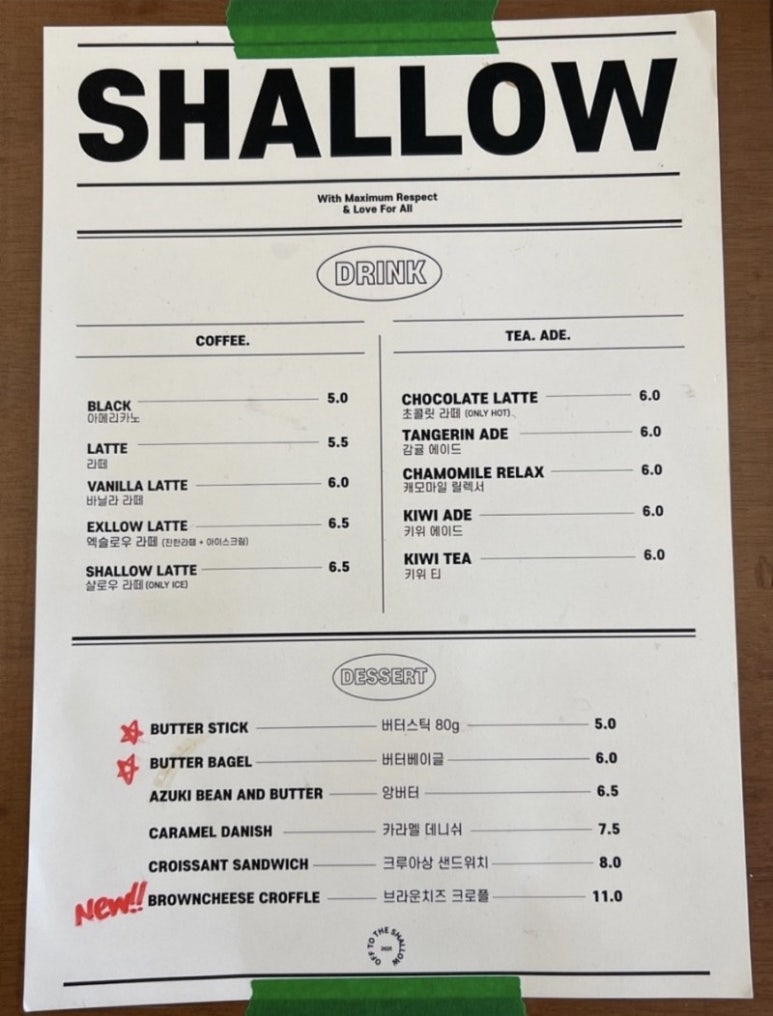 SHALLOW
With Maximum Respect
& Love For All
DRINK
COFFEE.
BLACK 5.0
아메리카노
LATTE 5.5
라떼
VANILLA LATTE 6.0
바닐라 라떼
EXLLOW LATTE 6.5
엑슬로우 라떼 (진한라떼 + 아이스크림)
SHALLOW LATTE 6.5
샬로우 라떼 (ONLY ICE)
TEA. ADE.
CHOCOLATE LATTE 6.0
초콜릿 라떼 (ONLY HOT)
TANGERIN ADE 6.0
감귤 에이드
CHAMOMILE RELAX 6.0
캐모마일 릴렉서
KIWI ADE 6.0
키위 에이드
KIWI TEA 6.0
키위 티
DESSERT
BUTTER STICK 버터스틱 80g 5.0
BUTTER BAGEL 버터베이글 6.0
AZUKI BEAN AND BUTTER 앙버터 6.5
CARAMEL DANISH 카라멜 데니쉬 7.5
CROISSANT SANDWICH 크루아상 샌드위치 8.0
New!! BROWNCHEESE CROFFLE 브라운치즈 크로플 11.0
OFF TO THE SHALLOW